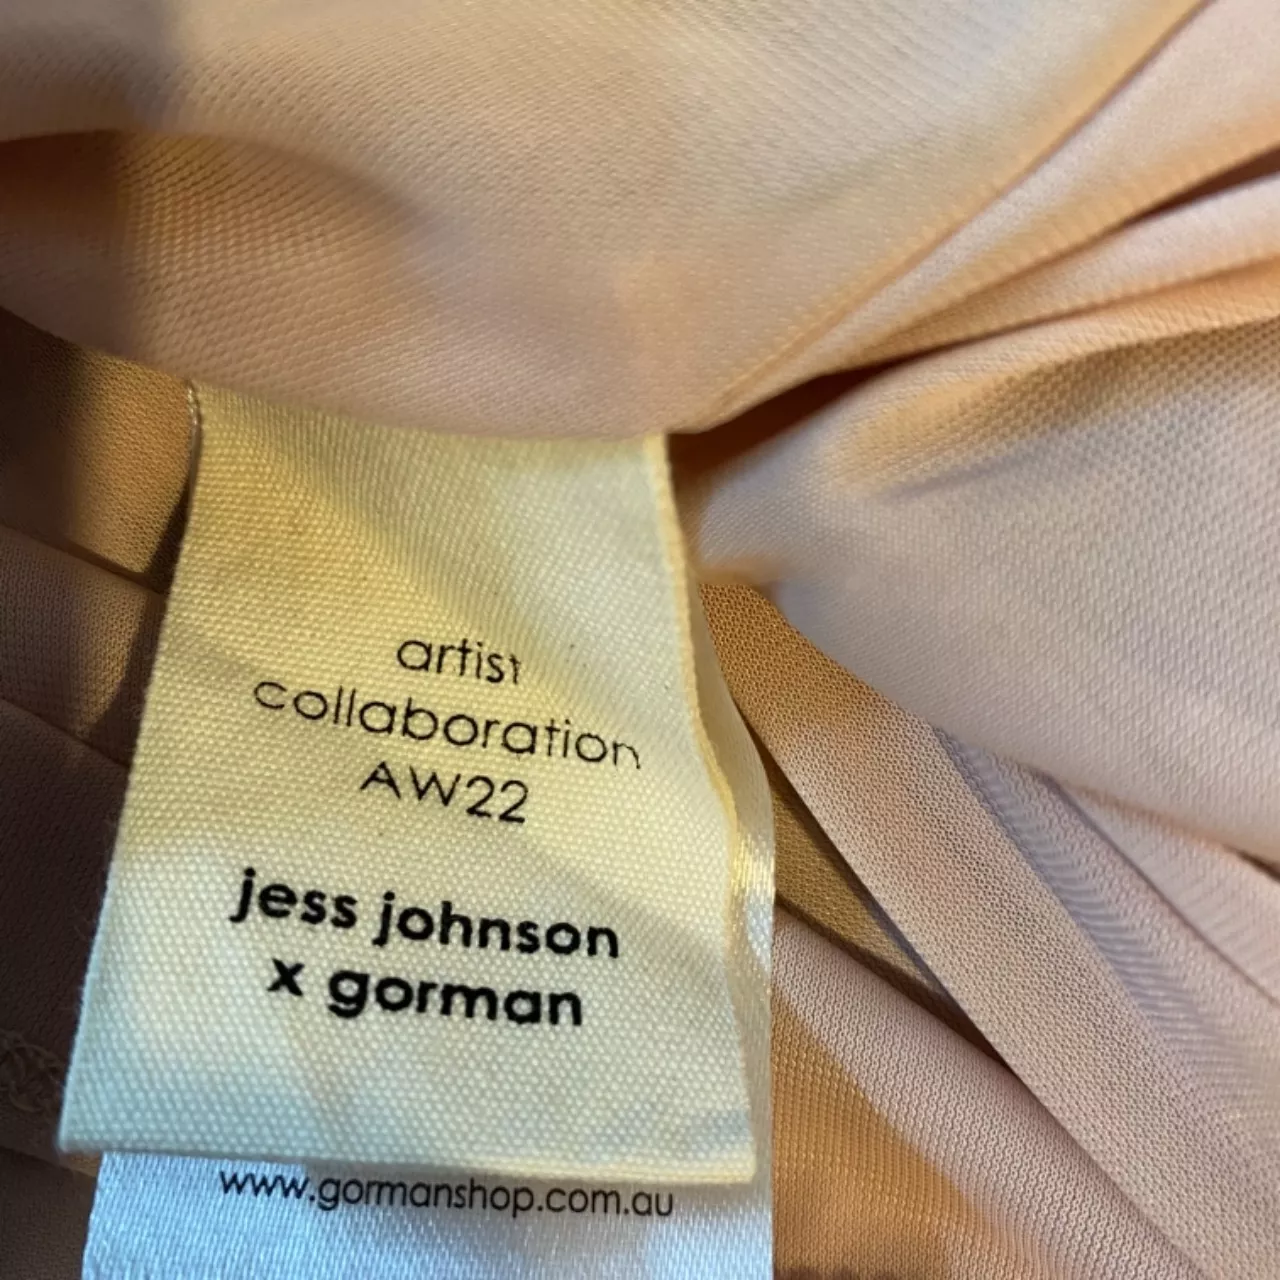 artist
collaboration
AW22
jess johnson
x gorman
www.gormanshop.com.au